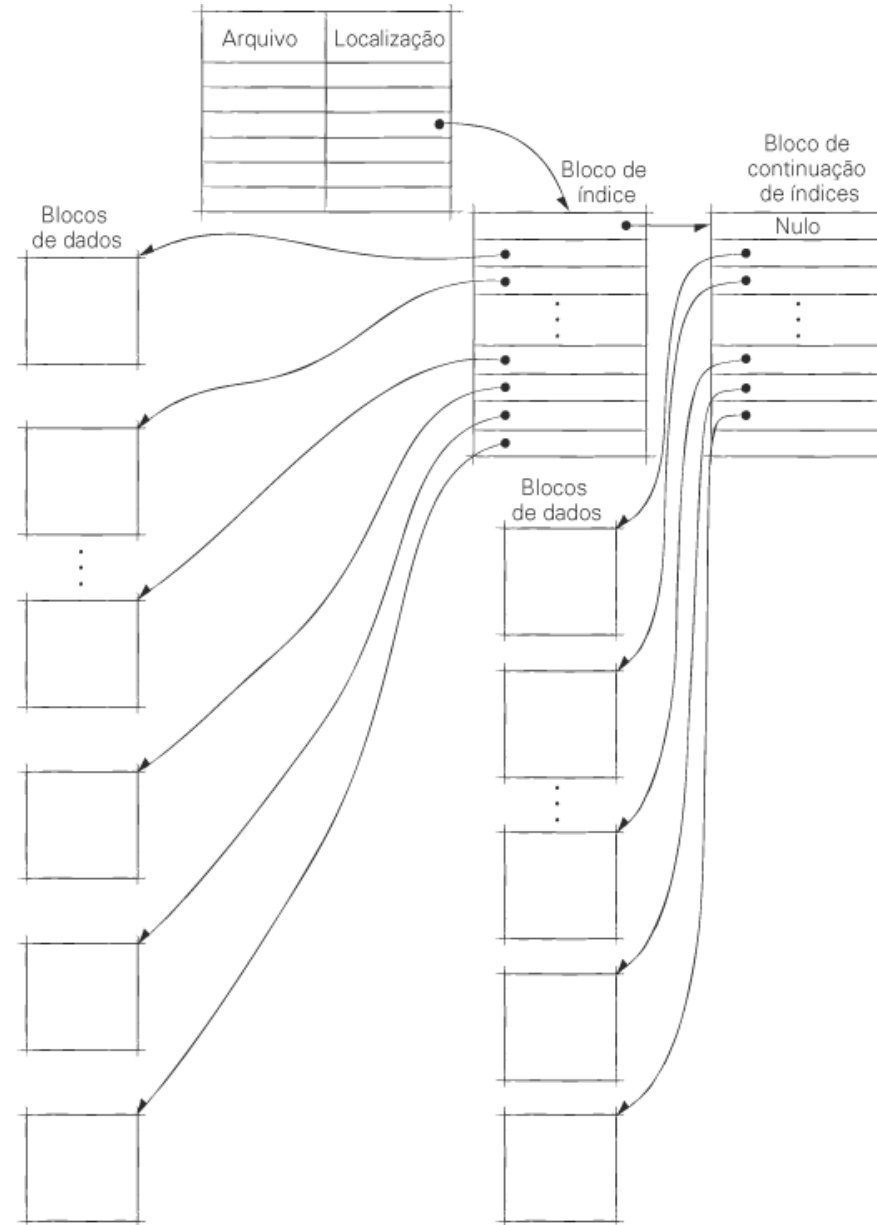 Arquivo Localização
Bloco de
índice
Bloco de
continuação
de índices
Nulo
Blocos
de dados
Blocos
de dados